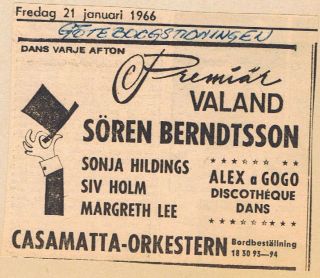 Fredag 21 januari 1966
GÖTEBORGSTIDNINGEN
DANS VARJE AFTON
Premiär
VALAND
SÖREN BERNDTSSON
SONJA HILDINGS
SIV HOLM
MARGRETH LEE
ALEX a GOGO
DISCOTHÈQUE
DANS
CASAMATTA-ORKESTERN
Bordbeställning
18 30 93—94